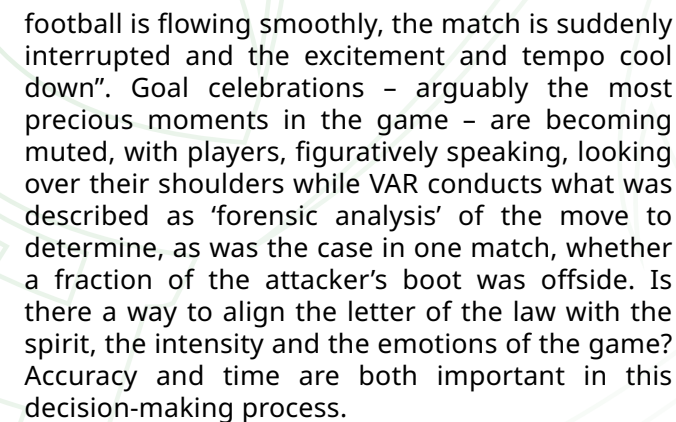 football is flowing smoothly, the match is suddenly
interrupted and the excitement and tempo cool
down”. Goal celebrations – arguably the most
precious moments in the game – are becoming
muted, with players, figuratively speaking, looking
over their shoulders while VAR conducts what was
described as ‘forensic analysis’ of the move to
determine, as was the case in one match, whether
a fraction of the attacker’s boot was offside. Is
there a way to align the letter of the law with the
spirit, the intensity and the emotions of the game?
Accuracy and time are both important in this
decision-making process.